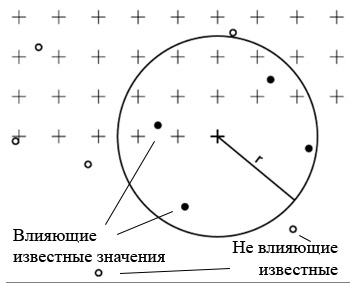 r
Влияющие
известные значения
Не влияющие
известные